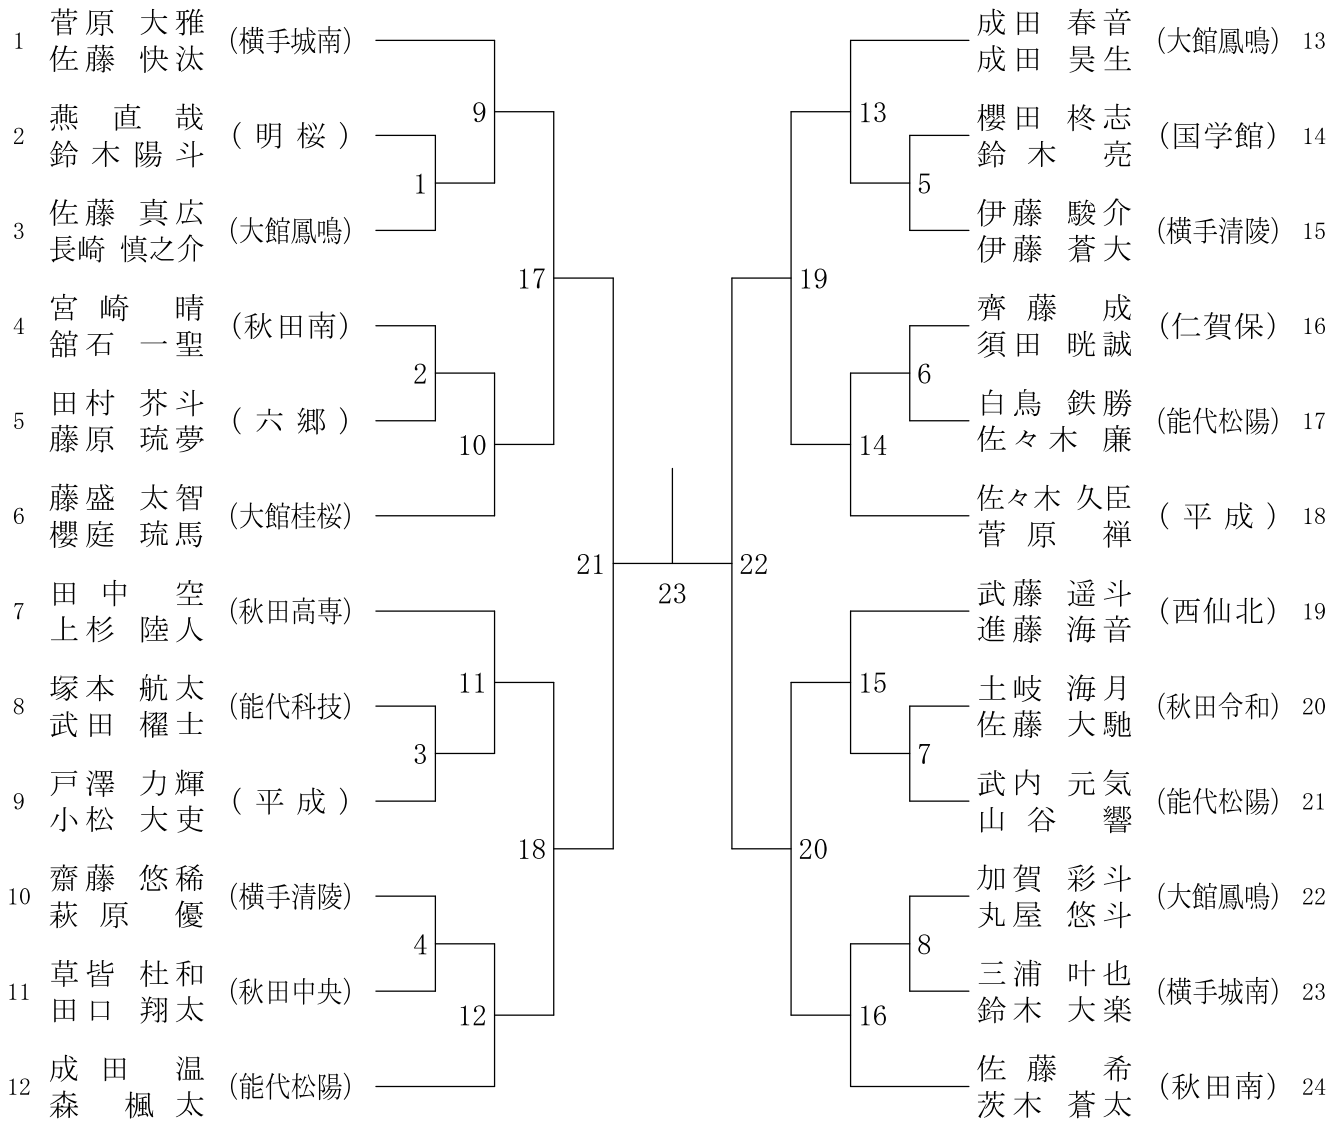 1 菅原 大雅 佐藤 快汰 (横手城南)
2 燕 直哉 鈴木陽斗 (明桜)
3 佐藤 真広 長崎 慎之介 (大館鳳鳴)
4 宮崎 晴 舘石 一聖 (秋田南)
5 田村 芥斗 藤原 琉夢 (六郷)
6 藤盛 太智 櫻庭 琉馬 (大館桂桜)
7 田中 空 上杉 陸人 (秋田高専)
8 塚本 航太 武田 櫂士 (能代科技)
9 戸澤 力輝 小松 大吏 (平成)
10 齋藤 悠稀 萩原 優 (横手清陵)
11 草皆 杜和 田口 翔太 (秋田中央)
12 成田 温 森 楓太 (能代松陽)
9
1
17
2
10
21
11
3
18
4
12
23
13
5
19
6
14
22
15
7
20
8
16
成田 春音 成田 昊生 (大館鳳鳴) 13
櫻田 柊志 鈴木 亮 (国学館) 14
伊藤 駿介 伊藤 蒼大 (横手清陵) 15
齊藤 成 須田 晄誠 (仁賀保) 16
白鳥 鉄勝 佐々木 廉 (能代松陽) 17
佐々木 久臣 菅原 禅 (平成) 18
武藤 遥斗 進藤 海音 (西仙北) 19
土岐 海月 佐藤 大馳 (秋田令和) 20
武内 元気 山谷 響 (能代松陽) 21
加賀 彩斗 丸屋 悠斗 (大館鳳鳴) 22
三浦 叶也 鈴木 大楽 (横手城南) 23
佐藤 希 茨木 蒼太 (秋田南) 24